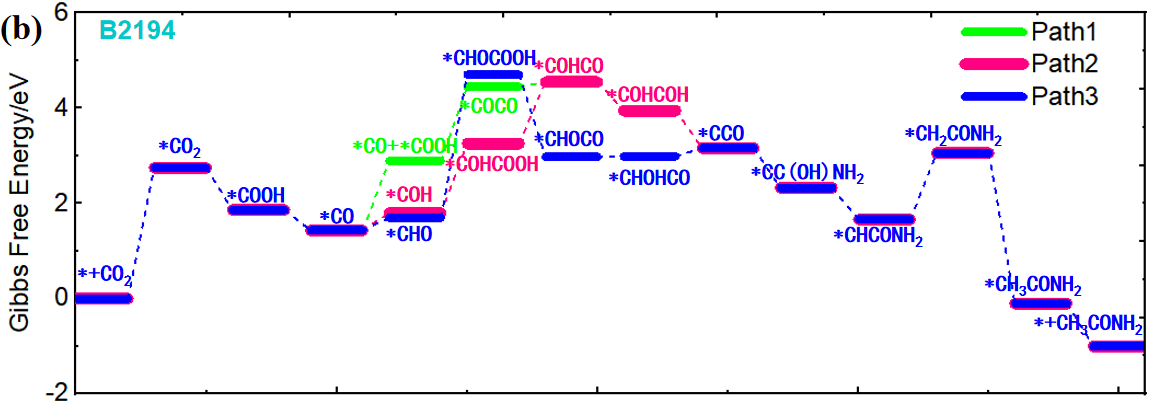 (b)
B2194
Path1
Path2
Path3
Gibbs Free Energy/eV
6
4
2
0
-2
*+CO₂
*CO₂
*COOH
*CO
*CO+*COOH
*COH
*CHO
*CHOCOOH
*COCO
*COHCOOH
*COHCO
*CHOCO
*COHCOH
*CHOHCO
*CCO
*CC(OH)NH₂
*CHCONH₂
*CH₂CONH₂
*CH₃CONH₂
*+CH₃CONH₂